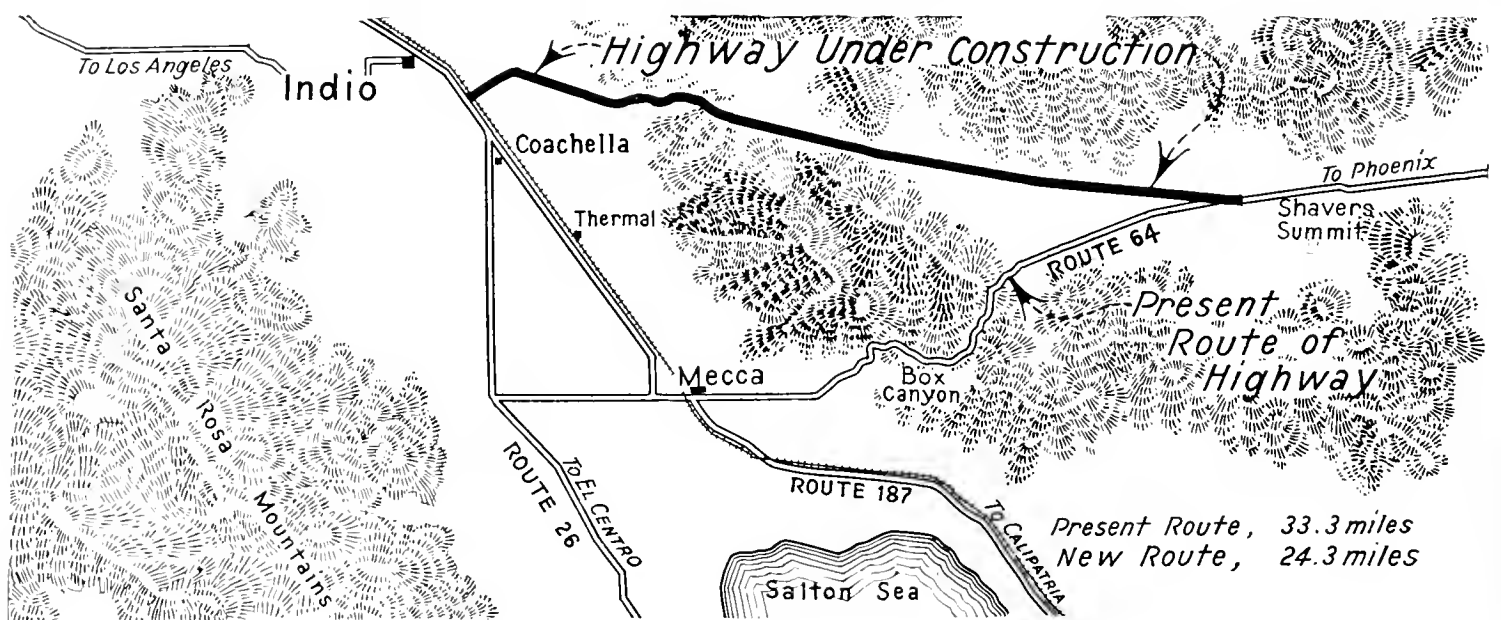 Highway Under Construction
To Los Angeles
Indio
Coachella
To Phoenix
Thermal
Shavers
Summit
ROUTE 64
Present
Route of
Highway
Santa
Rosa
Mountains
Mecca
Box
Canyon
ROUTE 26
To EL CENTRO
ROUTE 187
To CALIPATRIA
Present Route, 33.3 miles
New Route, 24.3 miles
Salton Sea